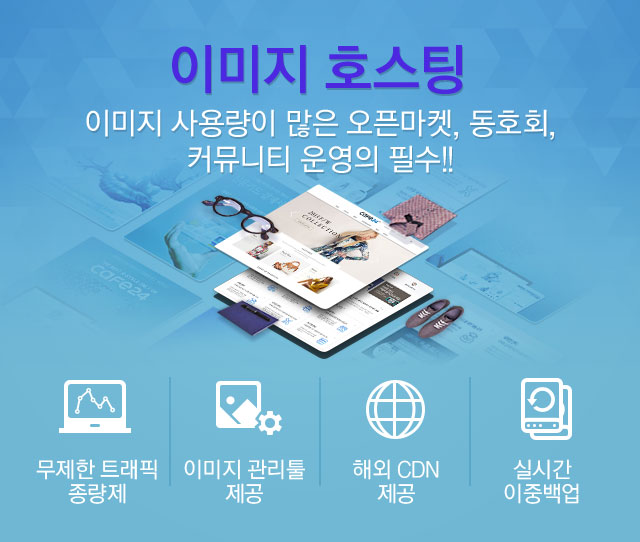 이미지 호스팅
이미지 사용량이 많은 오픈마켓, 동호회,
커뮤니티 운영의 필수!!
cafe24
COLLECTION
cafe24
무제한 트래픽
종량제
이미지 관리툴
제공
해외 CDN
제공
실시간
이중백업